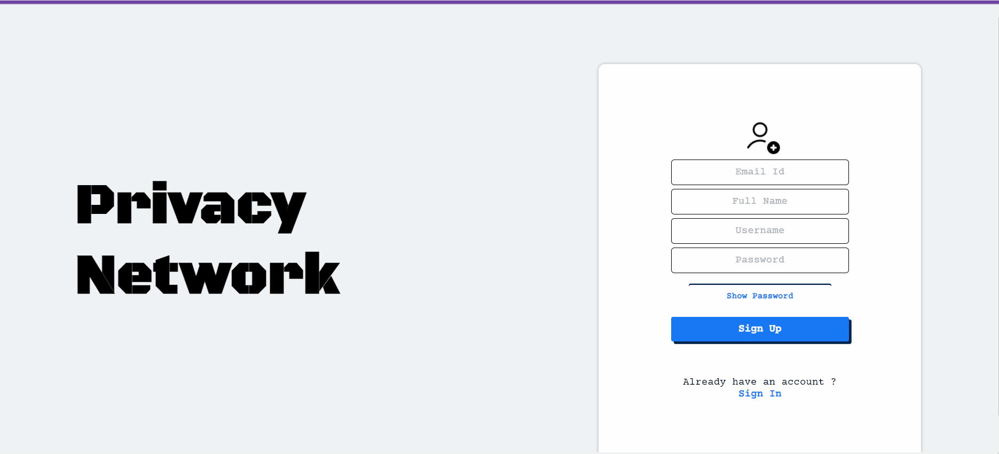 Privacy
Network
Email Id
Full Name
Username
Password
Show Password
Sign Up
Already have an account ?
Sign In